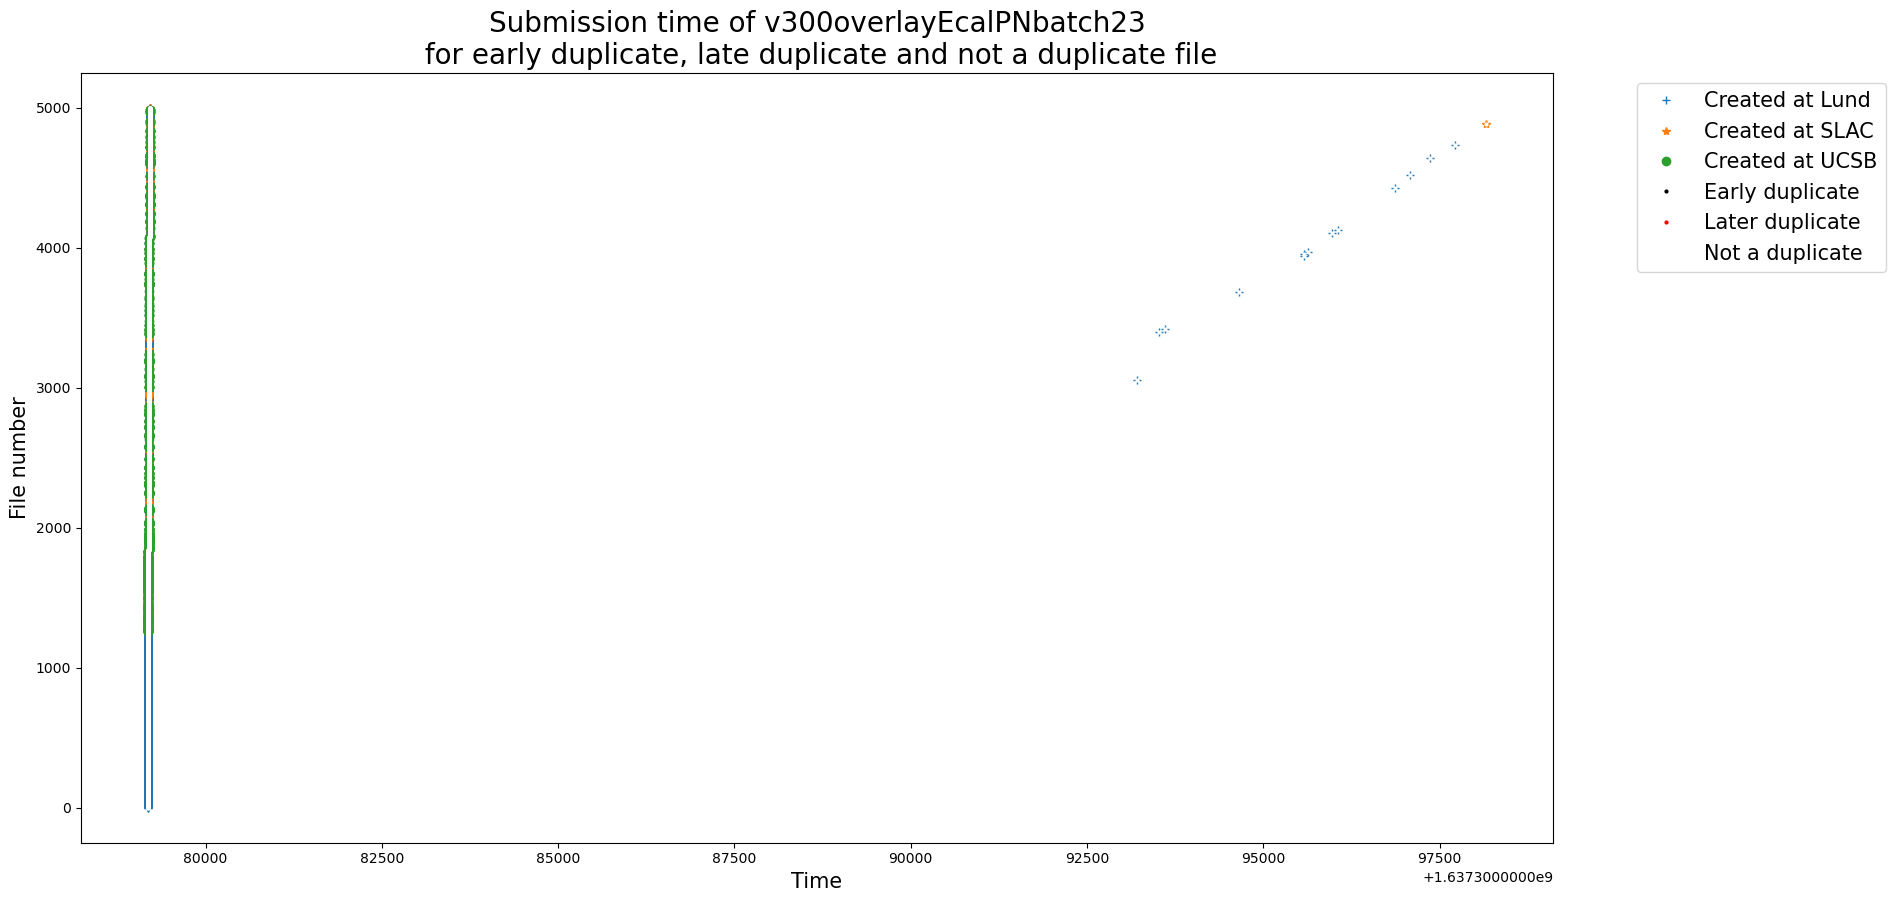 Submission time of v300overlayEcalPNbatch23
for early duplicate, late duplicate and not a duplicate file
Created at Lund
Created at SLAC
Created at UCSB
Early duplicate
Later duplicate
Not a duplicate
File number
5000
4000
3000
2000
1000
0
80000 82500 85000 87500 90000 92500 95000 97500
Time
+1.6373000000e9